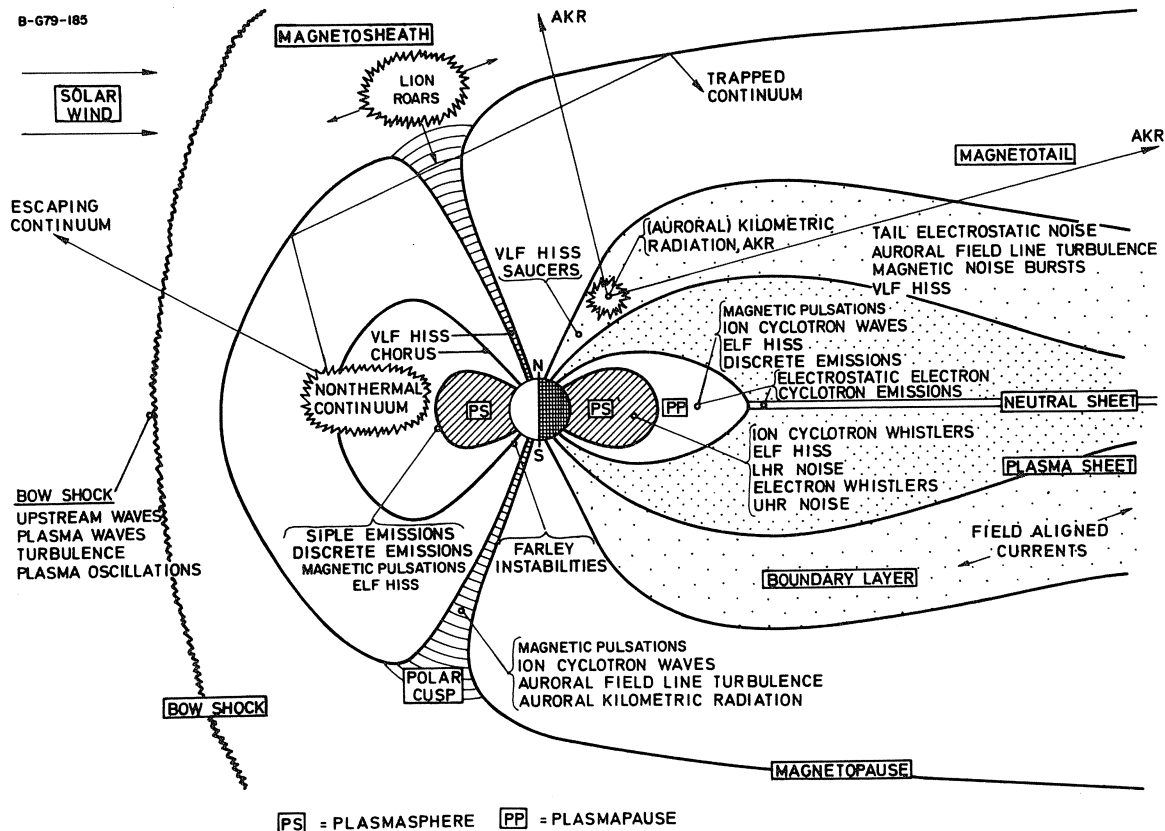 B-G79-185
SOLAR
WIND
MAGNETOSHEATH
LION
ROARS
AKR
TRAPPED
CONTINUUM
MAGNETOTAIL
AKR
ESCAPING
CONTINUUM
VLF HISS
SAUCERS
(AURORAL) KILOMETRIC
RADIATION, AKR
TAIL ELECTROSTATIC NOISE
AURORAL FIELD LINE TURBULENCE
MAGNETIC NOISE BURSTS
VLF HISS
MAGNETIC PULSATIONS
ION CYCLOTRON WAVES
ELF HISS
DISCRETE EMISSIONS
VLF HISS
CHORUS
NONTHERMAL
CONTINUUM
PS
N
S
PS
PP
ELECTROSTATIC ELECTRON
CYCLOTRON EMISSIONS
NEUTRAL SHEET
ION CYCLOTRON WHISTLERS
ELF HISS
LHR NOISE
ELECTRON WHISTLERS
UHR NOISE
PLASMA SHEET
BOW SHOCK
UPSTREAM WAVES
PLASMA WAVES
TURBULENCE
PLASMA OSCILLATIONS
SIPLE EMISSIONS
DISCRETE EMISSIONS
MAGNETIC PULSATIONS
ELF HISS
FARLEY
INSTABILITIES
FIELD ALIGNED
CURRENTS
BOUNDARY LAYER
MAGNETIC PULSATIONS
ION CYCLOTRON WAVES
AURORAL FIELD LINE TURBULENCE
AURORAL KILOMETRIC RADIATION
POLAR
CUSP
BOW SHOCK
MAGNETOPAUSE
PS = PLASMASPHERE PP = PLASMAPAUSE